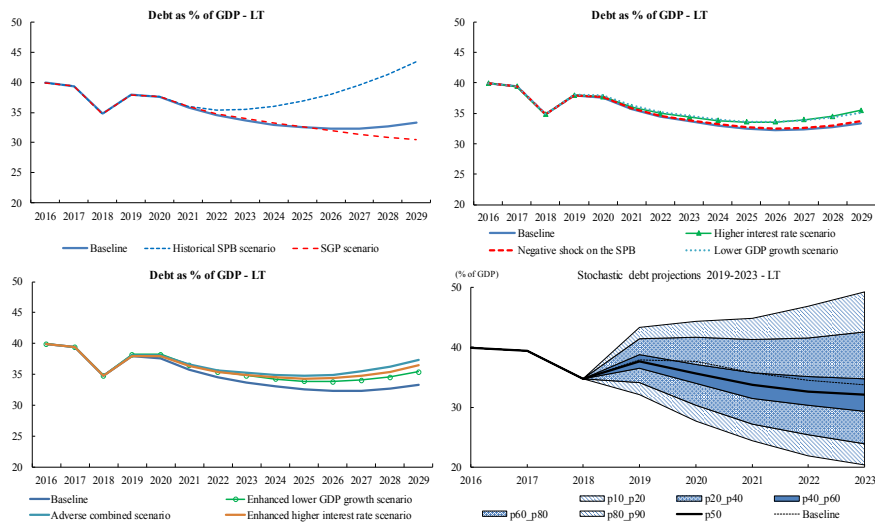 Debt as % of GDP - LT
50
45
40
35
30
25
20
2016 2017 2018 2019 2020 2021 2022 2023 2024 2025 2026 2027 2028 2029
Baseline Historical SPB scenario SGP scenario
Debt as % of GDP - LT
50
45
40
35
30
25
20
2016 2017 2018 2019 2020 2021 2022 2023 2024 2025 2026 2027 2028 2029
Baseline Higher interest rate scenario
Negative shock on the SPB Lower GDP growth scenario
Debt as % of GDP - LT
50
45
40
35
30
25
20
2016 2017 2018 2019 2020 2021 2022 2023 2024 2025 2026 2027 2028 2029
Baseline Enhanced lower GDP growth scenario
Adverse combined scenario Enhanced higher interest rate scenario
(% of GDP) Stochastic debt projections 2019-2023 - LT
50
40
30
20
2016 2017 2018 2019 2020 2021 2022 2023
p10_p20 p20_p40 p40_p60
p60_p80 p80_p90 p50 Baseline